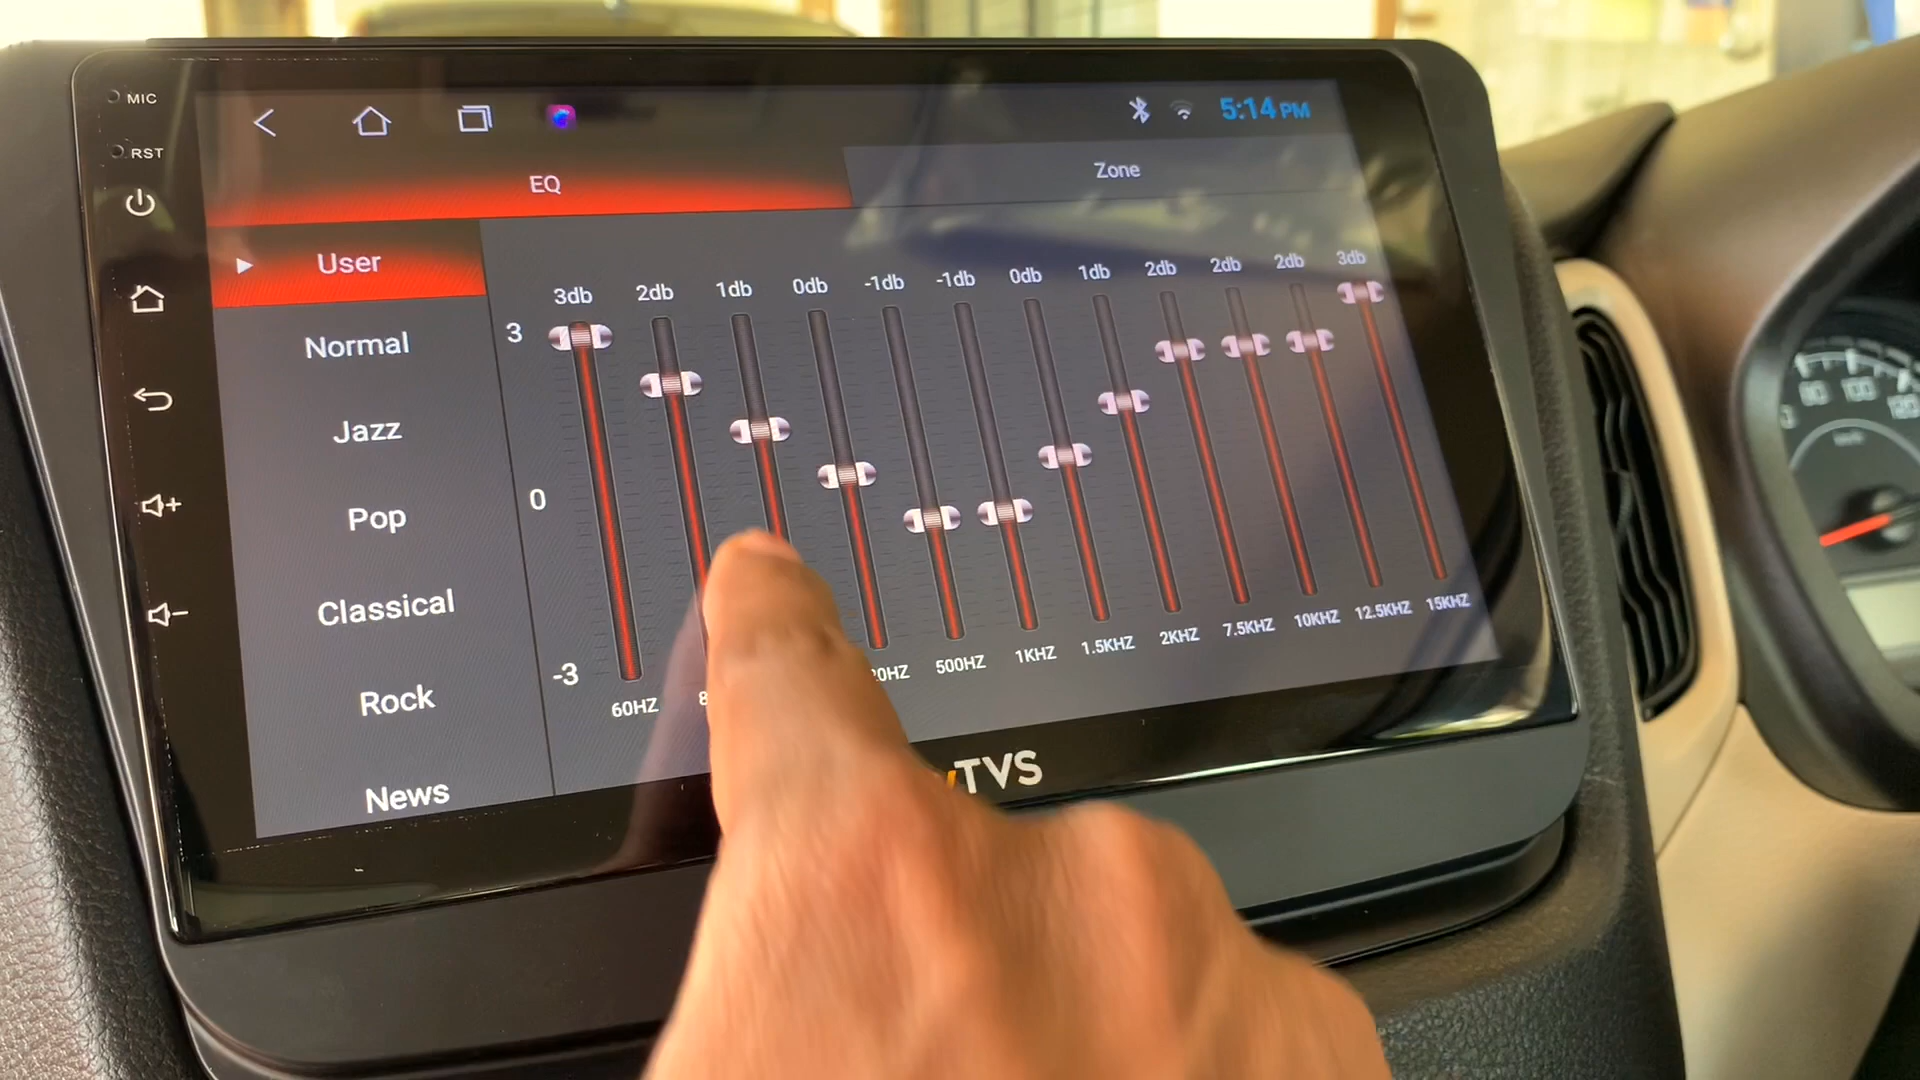 MIC
RST
5:14 PM
EQ
Zone
User
Normal
Jazz
Pop
Classical
Rock
News
3db 2db 1db 0db -1db -1db 0db 1db 2db 2db 2db 3db
3
0
-3
60HZ 500HZ 1KHZ 1.5KHZ 2KHZ 7.5KHZ 10KHZ 12.5KHZ 15KHZ
TVS